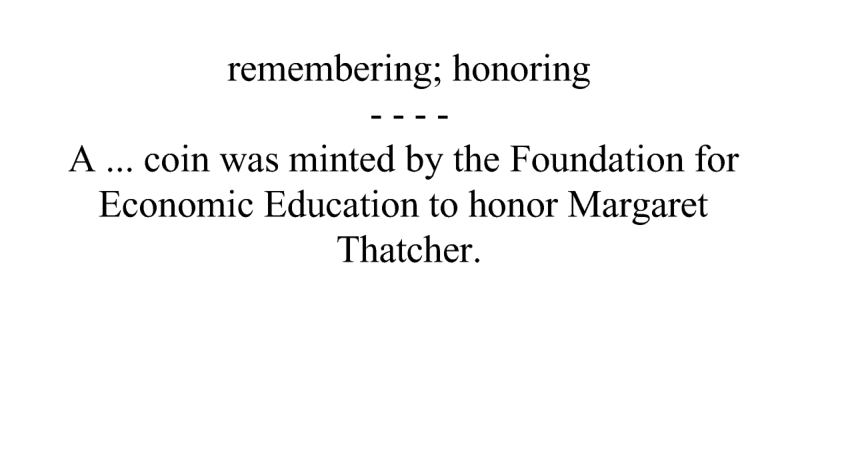 remembering; honoring
- - - -
A ... coin was minted by the Foundation for
Economic Education to honor Margaret
Thatcher.